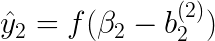 ŷ₂ = f(β₂ − b₂⁽²⁾)